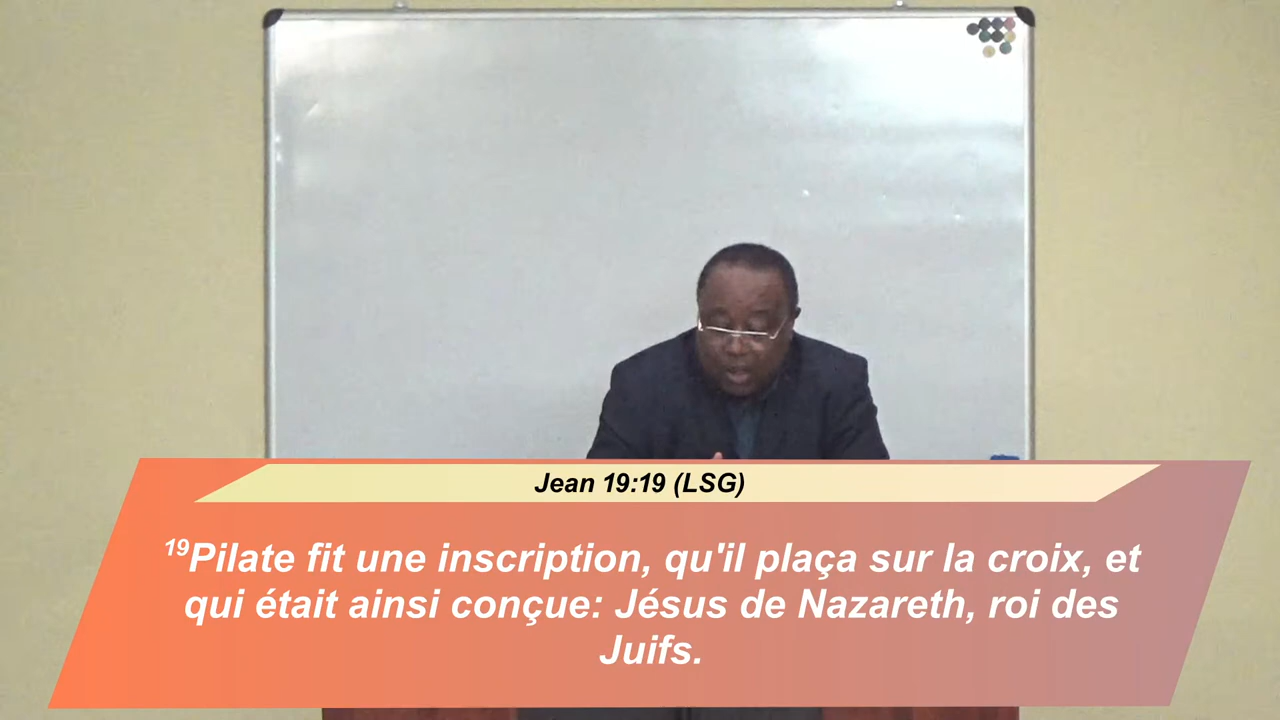 Jean 19:19 (LSG)
19Pilate fit une inscription, qu'il plaça sur la croix, et
qui était ainsi conçue: Jésus de Nazareth, roi des
Juifs.